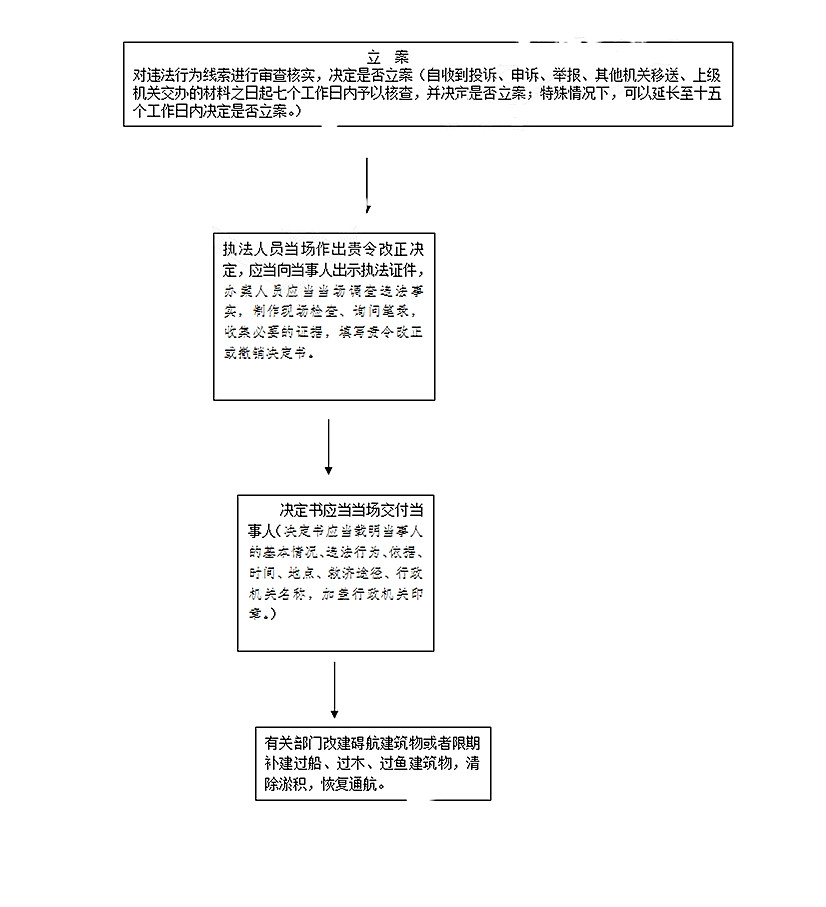 立 案
对违法行为线索进行审查核实，决定是否立案（自收到投诉、申诉、举报、其他机关移送、上级
机关交办的材料之日起七个工作日内予以核查，并决定是否立案；特殊情况下，可以延长至十五
个工作日内决定是否立案。）
执法人员当场作出责令改正决
定，应当向当事人出示执法证件，
办案人员应当当场调查违法事
实，制作现场检查、询问笔录，
收集必要的证据，填写责令改正
或撤销决定书。
决定书应当当场交付当
事人（决定书应当载明当事人
的基本情况、违法行为、依据、
时间、地点、救济途径、行政
机关名称，加盖行政机关印
章。）
有关部门改建碍航建筑物或者限期
补建过船、过木、过鱼建筑物，清
除淤积，恢复通航。